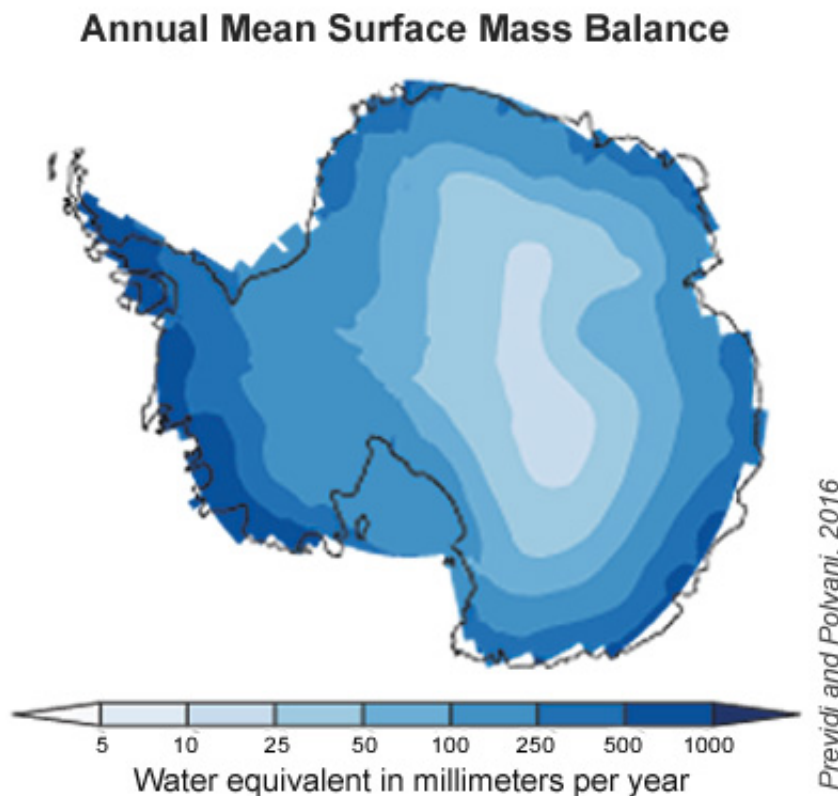 Annual Mean Surface Mass Balance
Previdi and Polvani, 2016
5 10 25 50 100 250 500 1000
Water equivalent in millimeters per year